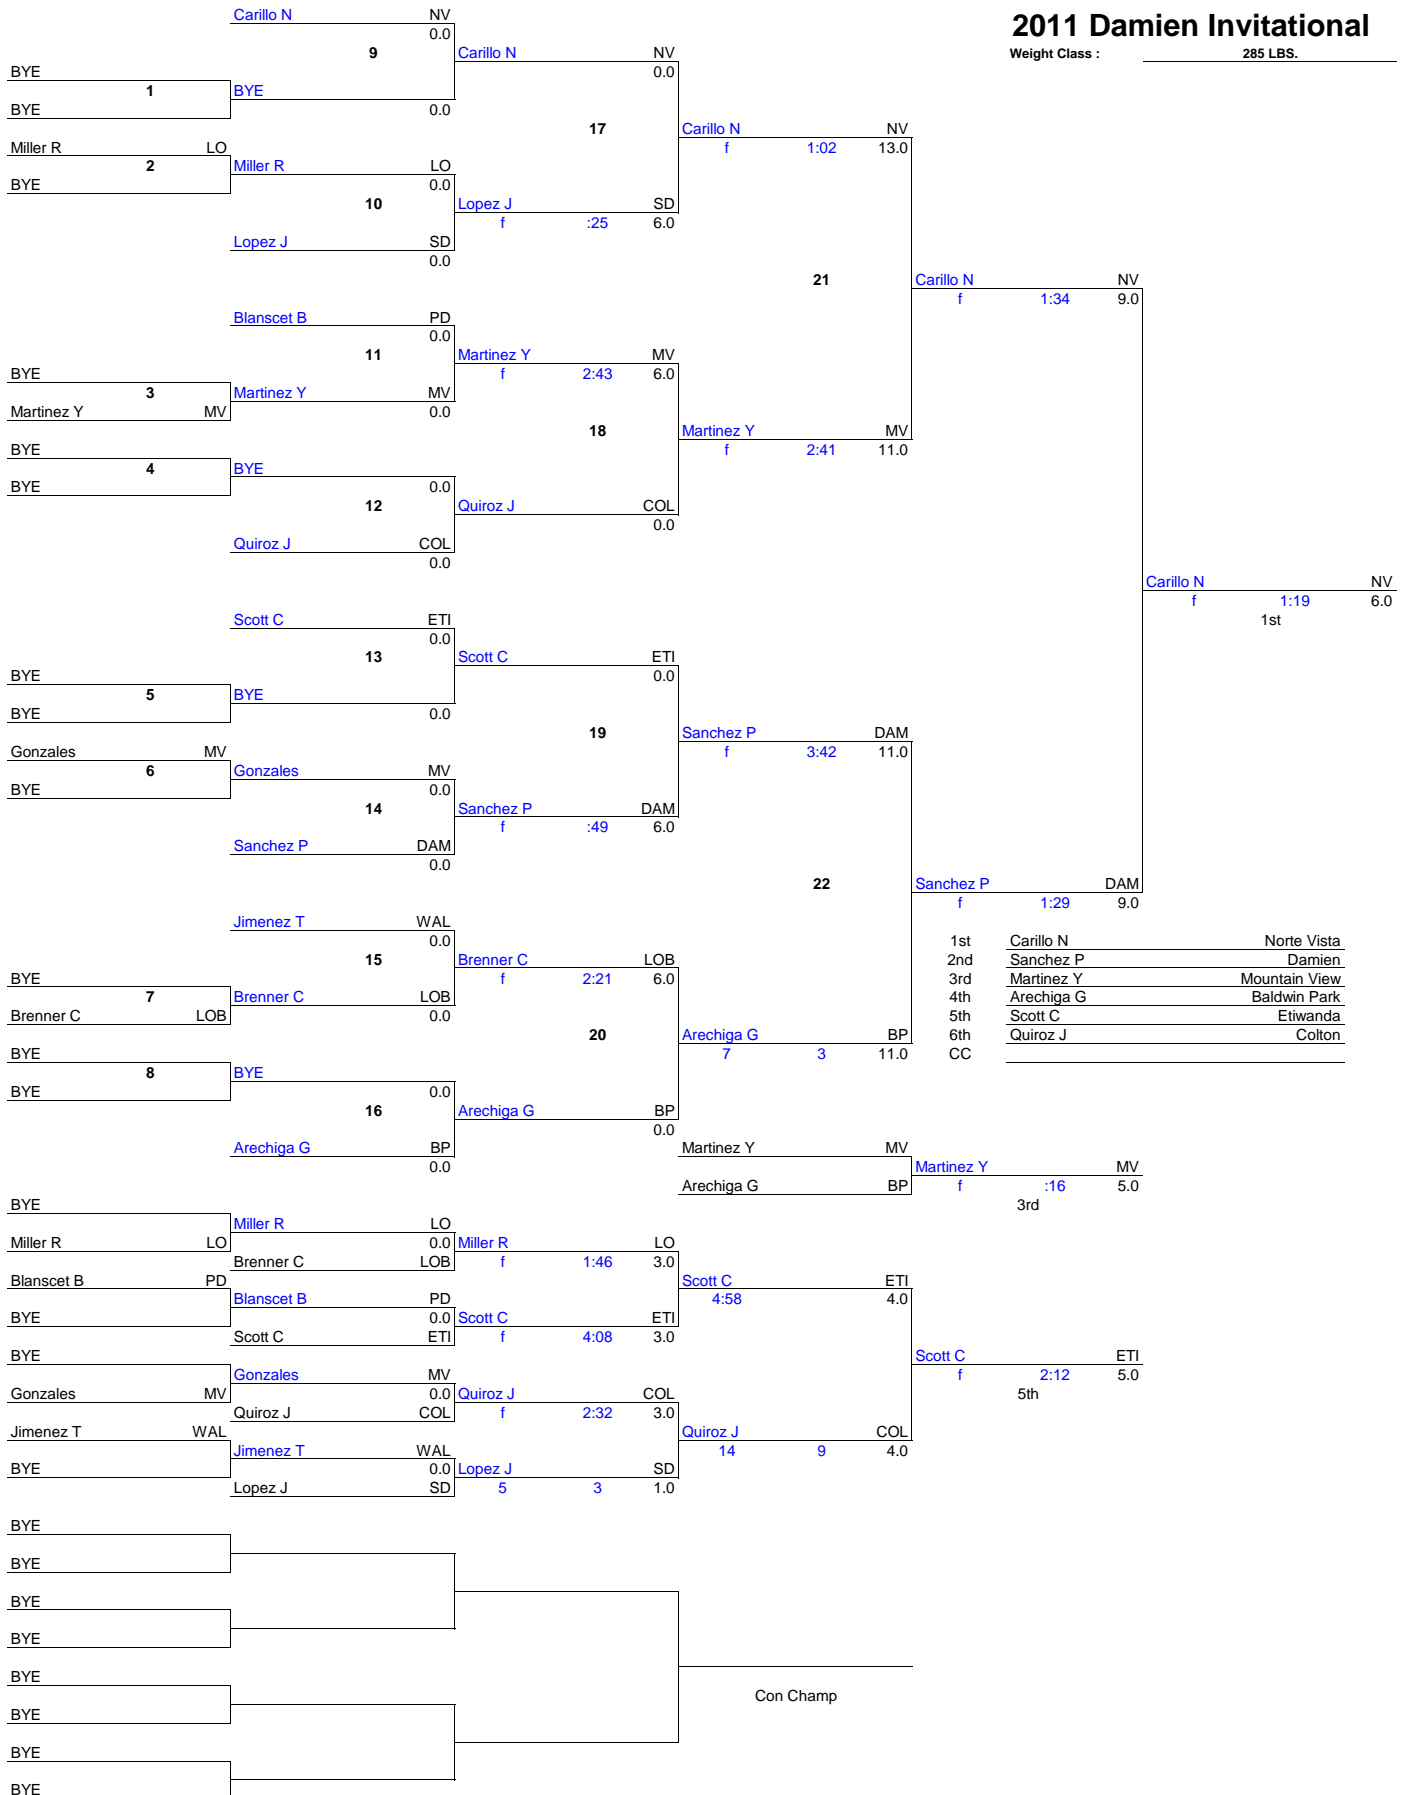 Carillo N NV
2011 Damien Invitational
0.0
9 Carillo N NV Weight Class : 285 LBS.
BYE 0.0
1 BYE
BYE 0.0
17 Carillo N NV
Miller R LO f 1:02 13.0
2 Miller R LO
BYE 0.0
10 Lopez J SD
f :25 6.0
Lopez J SD
0.0
21 Carillo N NV
f 1:34 9.0
Blanscet B PD
0.0
11 Martinez Y MV
BYE f 2:43 6.0
3 Martinez Y MV
Martinez Y MV 0.0
18 Martinez Y MV
BYE f 2:41 11.0
4 BYE
BYE 0.0
12 Quiroz J COL
0.0
Quiroz J COL
0.0
Carillo N NV
f 1:19 6.0
Scott C ETI 1st
0.0
13 Scott C ETI
BYE 0.0
5 BYE
BYE 0.0
19 Sanchez P DAM
Gonzales MV f 3:42 11.0
6 Gonzales MV
BYE 0.0
14 Sanchez P DAM
f :49 6.0
Sanchez P DAM
0.0
22 Sanchez P DAM
f 1:29 9.0
Jimenez T WAL
0.0 1st Carillo N Norte Vista
15 Brenner C LOB 2nd Sanchez P Damien
BYE f 2:21 6.0 3rd Martinez Y Mountain View
7 Brenner C LOB 4th Arechiga G Baldwin Park
Brenner C LOB 0.0 5th Scott C Etiwanda
20 Arechiga G BP 6th Quiroz J Colton
BYE 7 3 11.0 CC
8 BYE
BYE 0.0
16 Arechiga G BP
0.0
Arechiga G BP Martinez Y MV
0.0 Martinez Y MV
Arechiga G BP f :16 5.0
BYE 3rd
Miller R LO
Miller R LO 0.0 Miller R LO
Brenner C LOB f 1:46 3.0
Blanscet B PD Scott C ETI
Blanscet B PD 4:58 4.0
BYE 0.0 Scott C ETI
Scott C ETI f 4:08 3.0
BYE Scott C ETI
Gonzales MV f 2:12 5.0
Gonzales MV 0.0 Quiroz J COL 5th
Quiroz J COL f 2:32 3.0
Jimenez T WAL Quiroz J COL
Jimenez T WAL 14 9 4.0
BYE 0.0 Lopez J SD
Lopez J SD 5 3 1.0
BYE
BYE
BYE
BYE
BYE
Con Champ
BYE
BYE
BYE